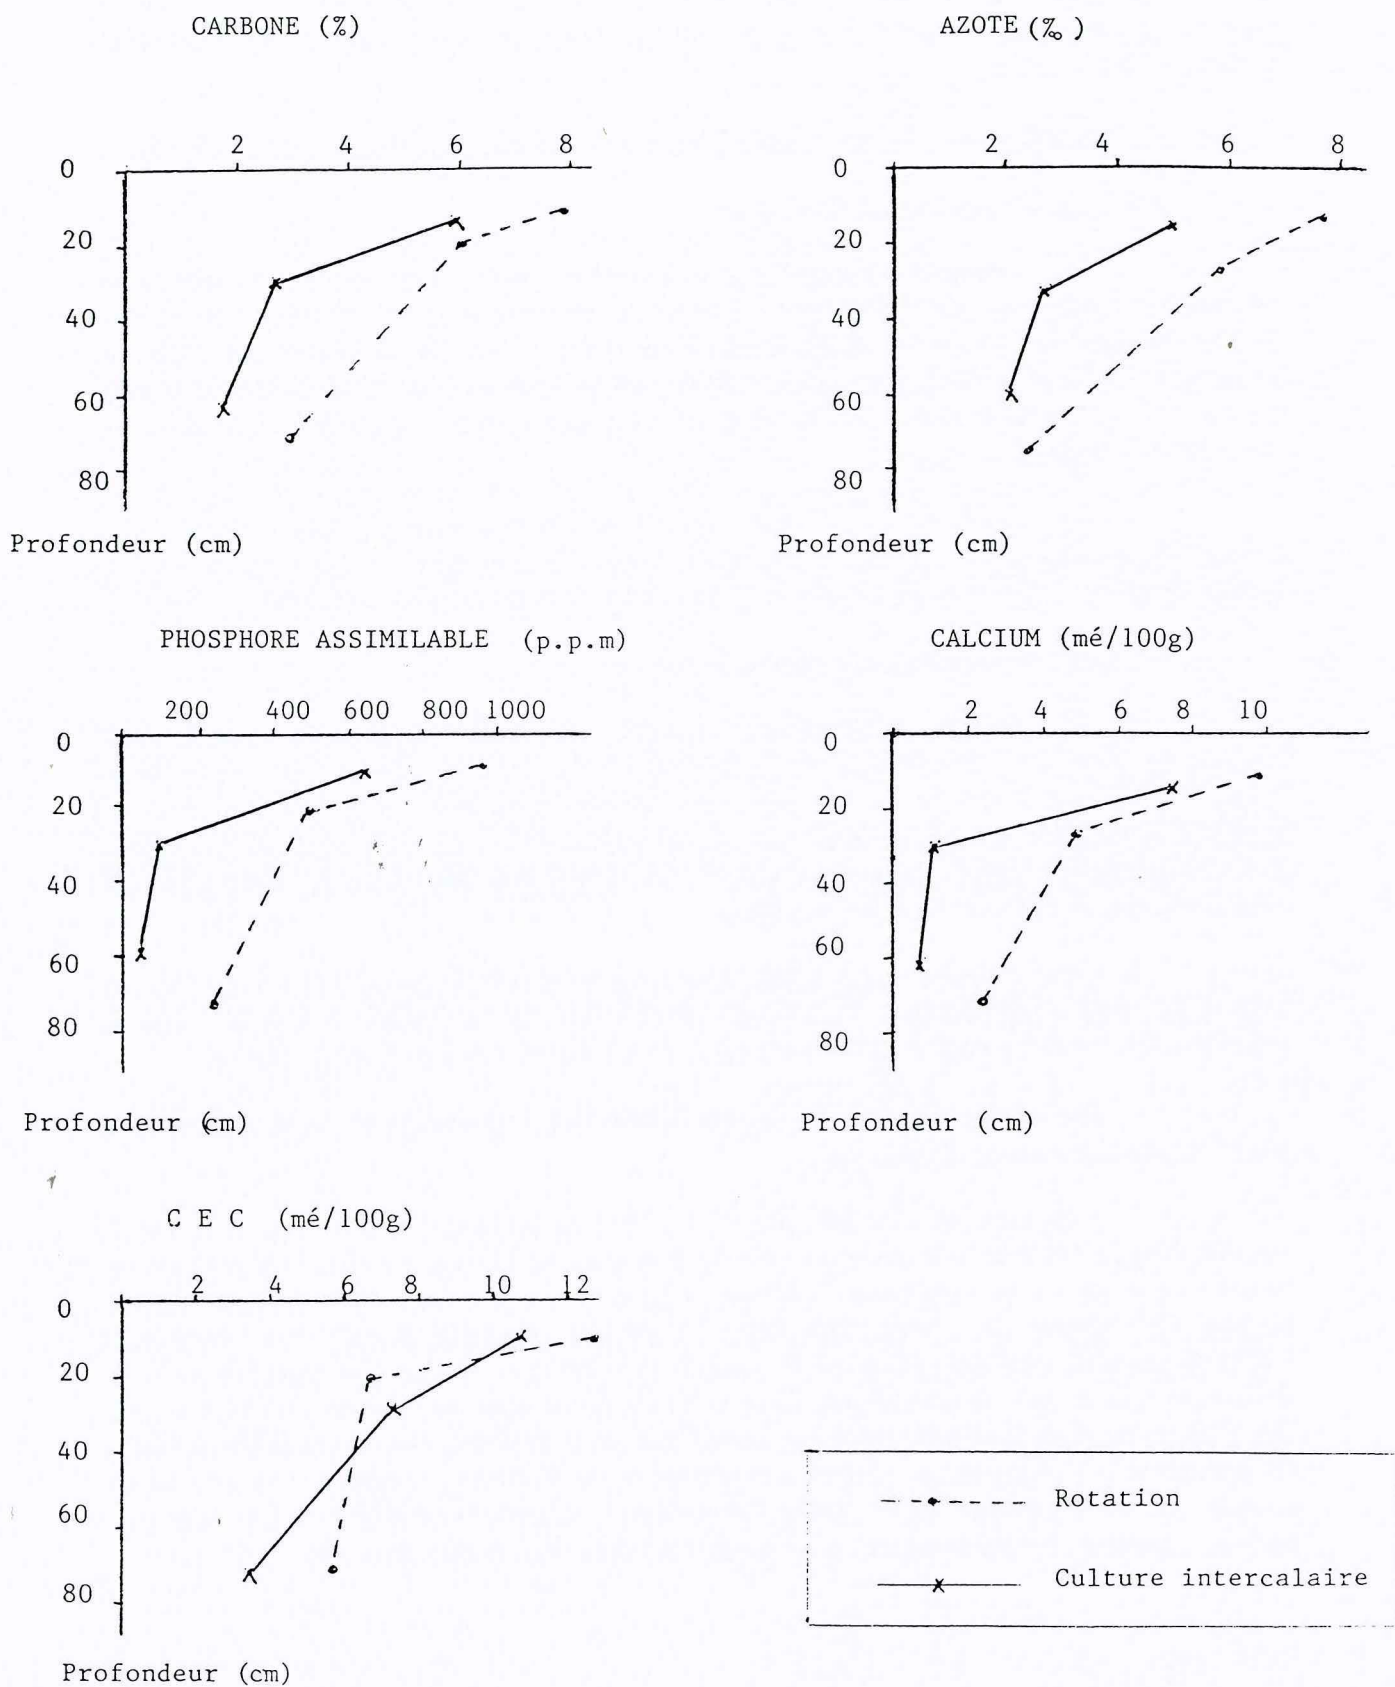 CARBONE (%)
2 4 6 8
0
20
40
60
80
Profondeur (cm)
AZOTE (‰)
2 4 6 8
0
20
40
60
80
Profondeur (cm)
PHOSPHORE ASSIMILABLE (p.p.m)
200 400 600 800 1000
0
20
40
60
80
Profondeur (cm)
CALCIUM (mé/100g)
2 4 6 8 10
0
20
40
60
80
Profondeur (cm)
C E C (mé/100g)
2 4 6 8 10 12
0
20
40
60
80
Profondeur (cm)
Rotation
Culture intercalaire